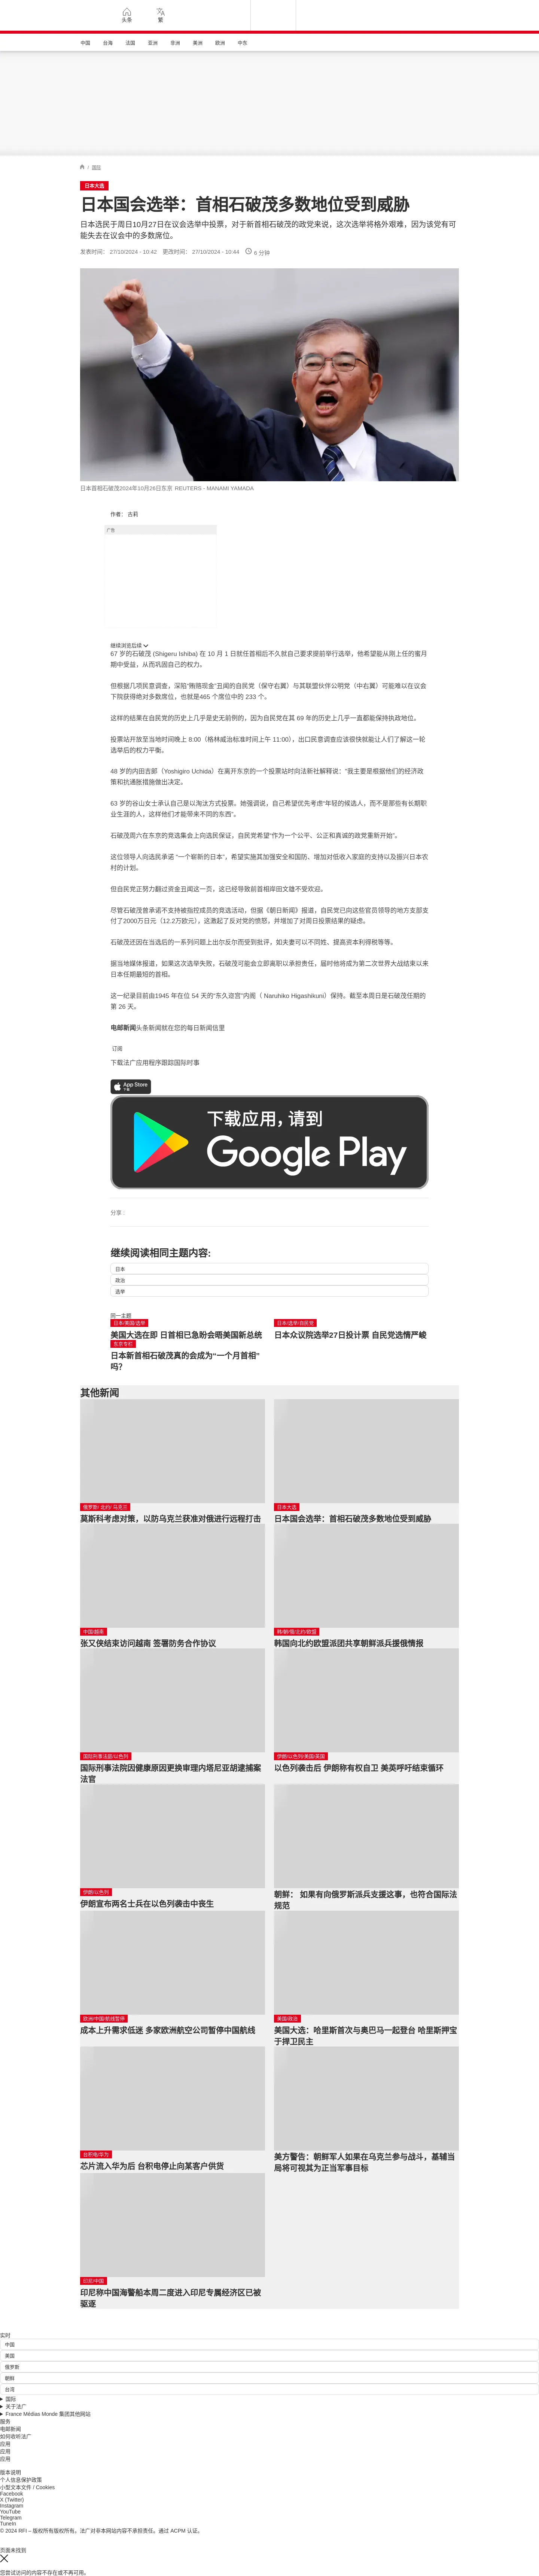 头条
繁
中国
台海
法国
亚洲
非洲
美洲
欧洲
中东
/ 國际
日本大选
日本国会选举：首相石破茂多数地位受到威胁
日本选民于周日10月27日在议会选举中投票，对于新首相石破茂的政党来说，这次选举将格外艰难，因为该党有可
能失去在议会中的多数席位。
发表时间： 27/10/2024 - 10:42 更改时间： 27/10/2024 - 10:44 6 分钟
日本首相石破茂2024年10月26日东京 REUTERS - MANAMI YAMADA
作者： 古莉
广告
继续浏览后续
67 岁的石破茂 (Shigeru Ishiba) 在 10 月 1 日就任首相后不久就自己要求提前举行选举，他希望能从刚上任的蜜月
期中受益，从而巩固自己的权力。
但根据几项民意调查，深陷“贿赂现金”丑闻的自民党（保守右翼）与其联盟伙伴公明党（中右翼）可能难以在议会
下院获得绝对多数席位，也就是465 个席位中的 233 个。
这样的结果在自民党的历史上几乎是史无前例的，因为自民党在其 69 年的历史上几乎一直都能保持执政地位。
投票站开放至当地时间晚上 8:00（格林威治标准时间上午 11:00），出口民意调查应该很快就能让人们了解这一轮
选举后的权力平衡。
48 岁的内田吉郎（Yoshigiro Uchida）在离开东京的一个投票站时向法新社解释说："我主要是根据他们的经济政
策和抗通胀措施做出决定。
63 岁的谷山女士承认自己是以淘汰方式投票。她强调说，自己希望优先考虑"年轻的候选人，而不是那些有长期职
业生涯的人，这样他们才能带来不同的东西"。
石破茂周六在东京的竞选集会上向选民保证，自民党希望"作为一个公平、公正和真诚的政党重新开始"。
这位领导人向选民承诺 "一个崭新的日本"，希望实施其加强安全和国防、增加对低收入家庭的支持以及振兴日本农
村的计划。
但自民党正努力翻过资金丑闻这一页，这已经导致前首相岸田文雄不受欢迎。
尽管石破茂曾承诺不支持被指控成员的竞选活动，但据《朝日新闻》报道，自民党已向这些官员领导的地方支部支
付了2000万日元（12.2万欧元），这激起了反对党的愤怒，并增加了对周日投票结果的疑虑。
石破茂还因在当选后的一系列问题上出尔反尔而受到批评，如夫妻可以不同姓、提高资本利得税等等。
据当地媒体报道，如果这次选举失败，石破茂可能会立即离职以承担责任，届时他将成为第二次世界大战结束以来
日本任期最短的首相。
这一纪录目前由1945 年在位 54 天的"东久迩宫"内周（ Naruhiko Higashikuni）保持。截至本周日是石破茂任期的
第 26 天。
电邮新闻头条新闻就在您的每日新闻信里
订阅
下载法广应用程序跟踪国际时事
App Store
下载
下载应用，请到
Google Play
分享 :
继续阅读相同主题内容:
日本
政治
选举
同一主题
日本/美国/选举
美国大选在即 日首相已急盼会晤美国新总统
日本/选举/自民党
日本众议院选举27日投计票 自民党选情严峻
东京专栏
日本新首相石破茂真的会成为“一个月首相”
吗？
其他新闻
俄罗斯/ 北约/ 乌克兰
莫斯科考虑对策，以防乌克兰获准对俄进行远程打击
日本大选
日本国会选举：首相石破茂多数地位受到威胁
中国/越南
张又侠结束访问越南 签署防务合作协议
韩/朝/俄/北约/欧盟
韩国向北约欧盟派团共享朝鲜派兵援俄情报
国际刑事法庭/以色列
国际刑事法院因健康原因更换审理内塔尼亚胡逮捕案
法官
伊朗/以色列/美国/英国
以色列袭击后 伊朗称有权自卫 美英呼吁结束循环
伊朗/以色列
伊朗宣布两名士兵在以色列袭击中丧生
朝鲜： 如果有向俄罗斯派兵支援这事，也符合国际法
规范
欧洲/中国/航线暂停
成本上升需求低迷 多家欧洲航空公司暂停中国航线
美国/政治
美国大选：哈里斯首次与奥巴马一起登台 哈里斯押宝
于捍卫民主
台积电/华为
芯片流入华为后 台积电停止向某客户供货
美方警告：朝鲜军人如果在乌克兰参与战斗，基辅当
局将可视其为正当军事目标
印尼/中国
印尼称中国海警船本周二度进入印尼专属经济区已被
驱逐
实时
中国
美国
俄罗斯
朝鲜
台湾
国际
关于法广
France Médias Monde 集团其他网站
服务
电邮新闻
如何收听法广
应用
应用
应用
版本说明
个人信息保护政策
小型文本文件 / Cookies
Facebook
X (Twitter)
Instagram
YouTube
Telegram
TuneIn
© 2024 RFI – 版权所有版权所有。法广对非本网站内容不承担责任。通过 ACPM 认证。
页面未找到
您尝试访问的内容不存在或不再可用。